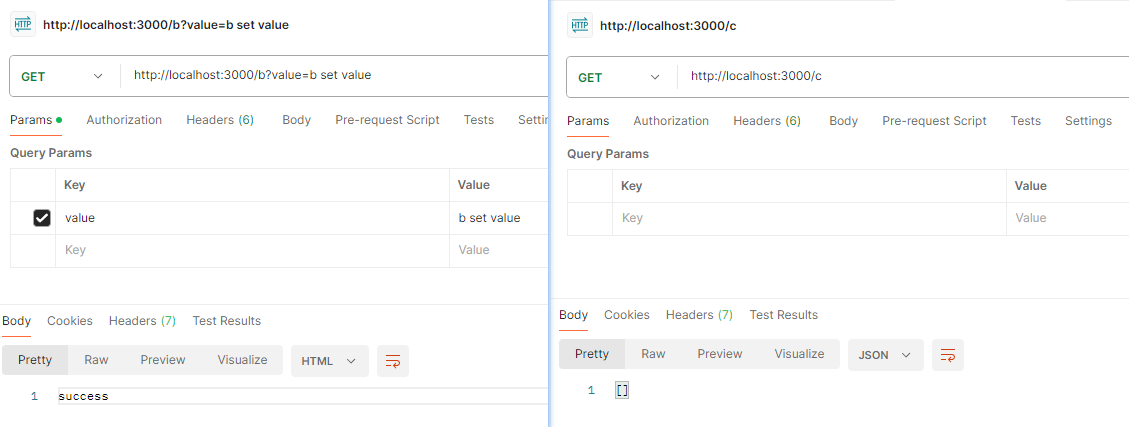 HTTP http://localhost:3000/b?value=b set value
GET http://localhost:3000/b?value=b set value
Params Authorization Headers (6) Body Pre-request Script Tests Settin
Query Params
Key Value
value b set value
Key Value
Body Cookies Headers (7) Test Results
Pretty Raw Preview Visualize HTML
1 success
HTTP http://localhost:3000/c
GET http://localhost:3000/c
Params Authorization Headers (6) Body Pre-request Script Tests Settings
Query Params
Key Value
Key Value
Body Cookies Headers (7) Test Results
Pretty Raw Preview Visualize JSON
1 []